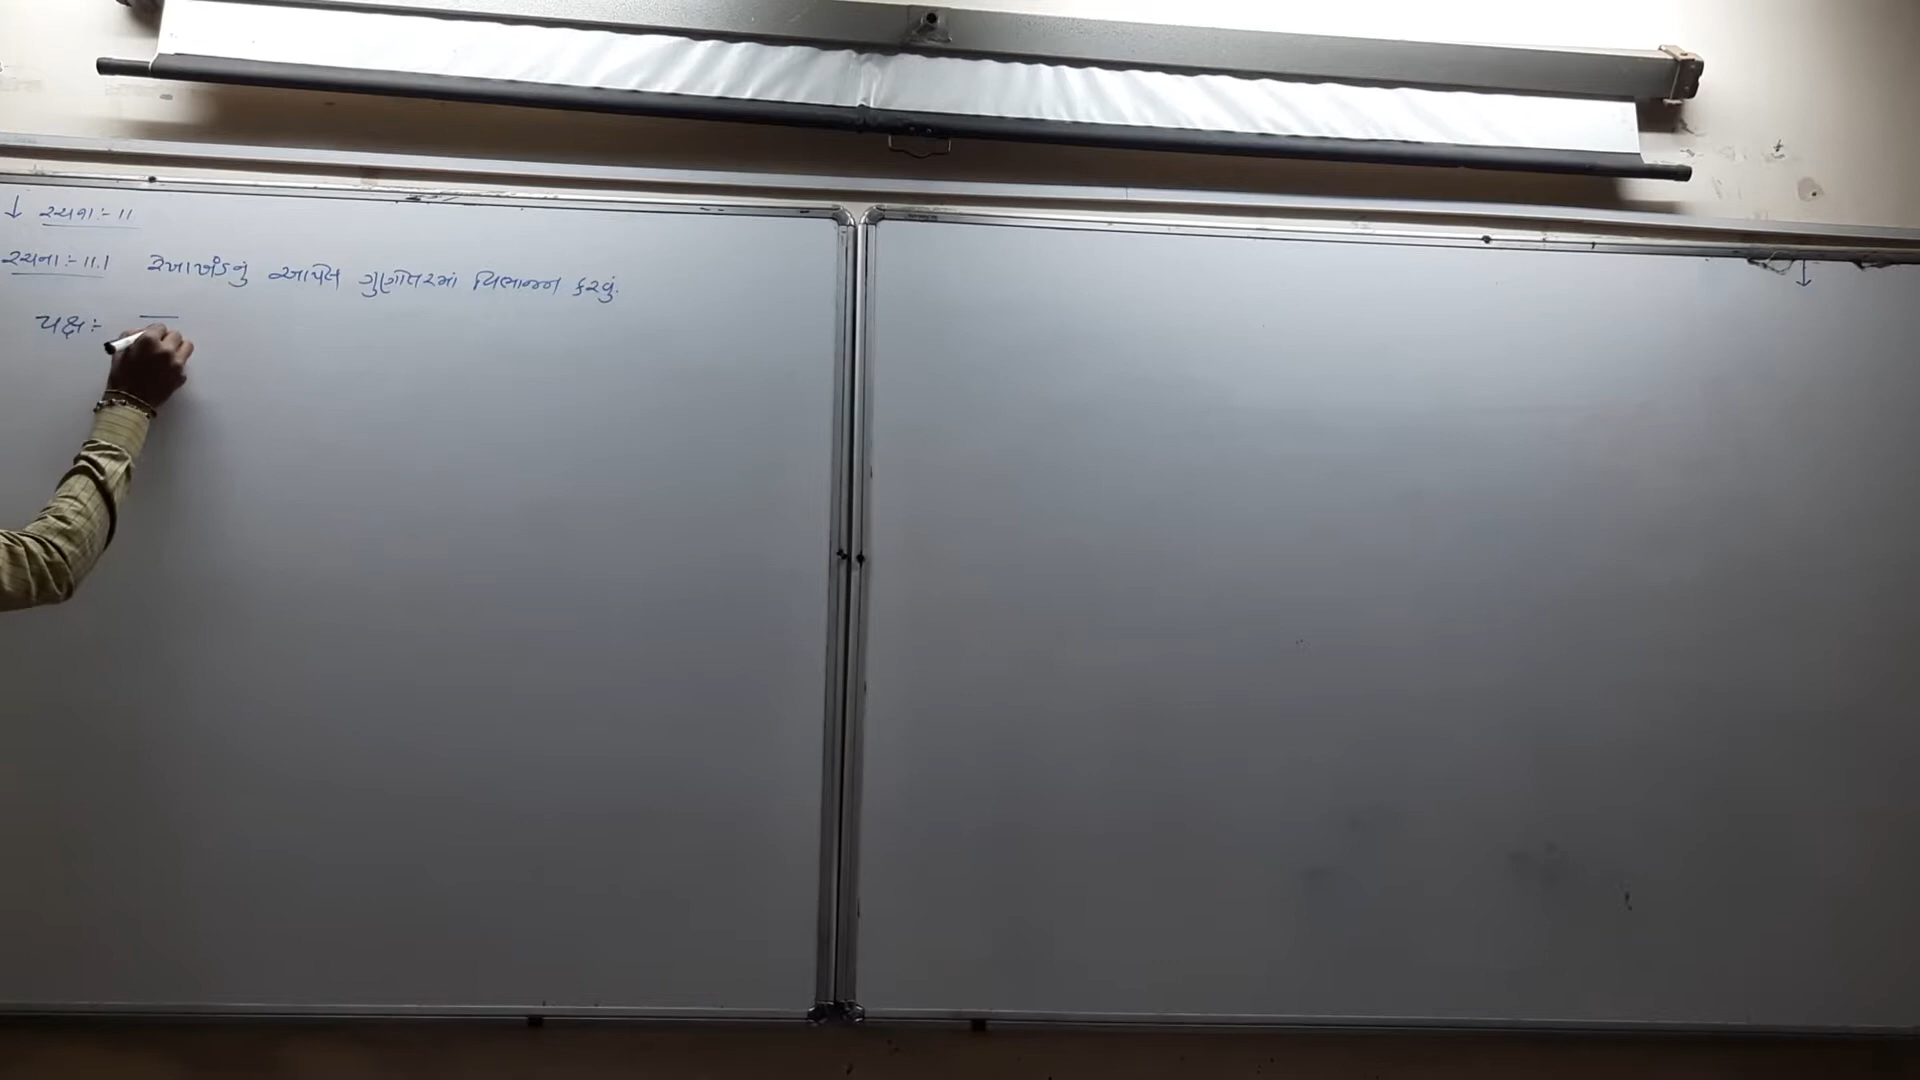 રચના :- 11
રચના :- 11.1 રેખાખંડનું આપેલ ગુણોત્તરમાં વિભાજન કરવું.
પક્ષ :-